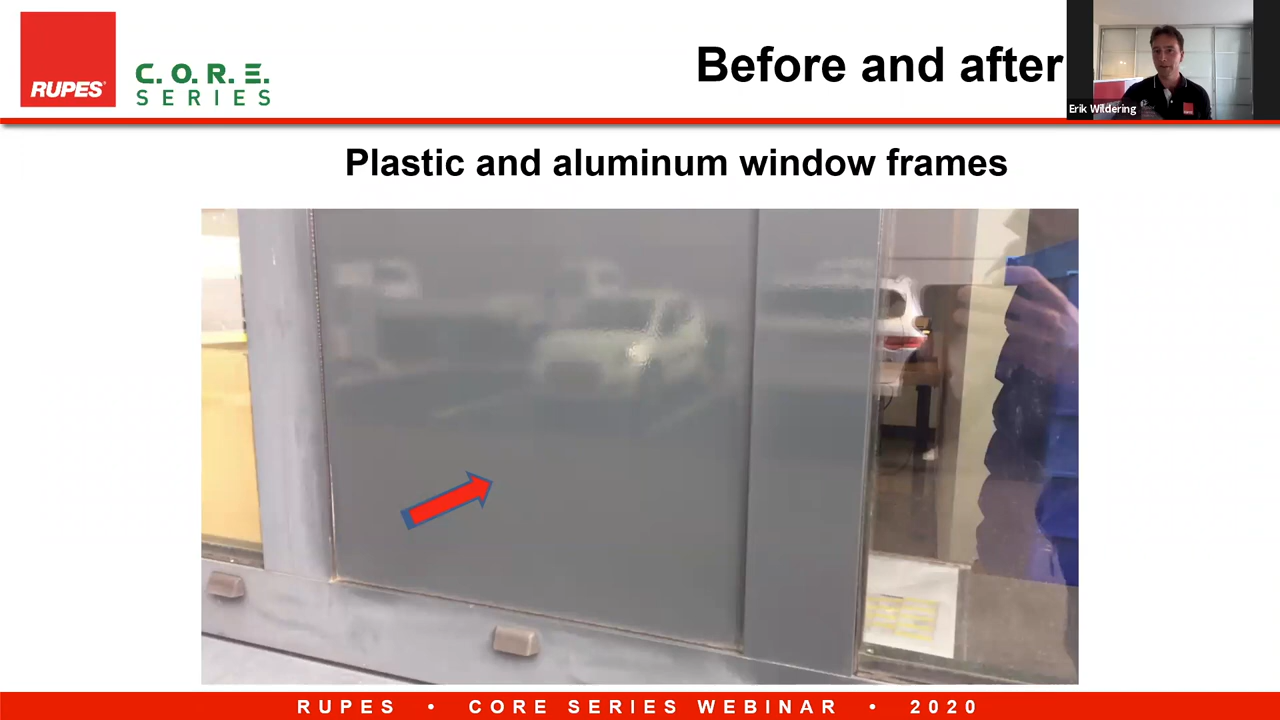 RUPES
C.O.R.E.
SERIES
Before and after
Erik Wildering
Plastic and aluminum window frames
RUPES • CORE SERIES WEBINAR • 2020